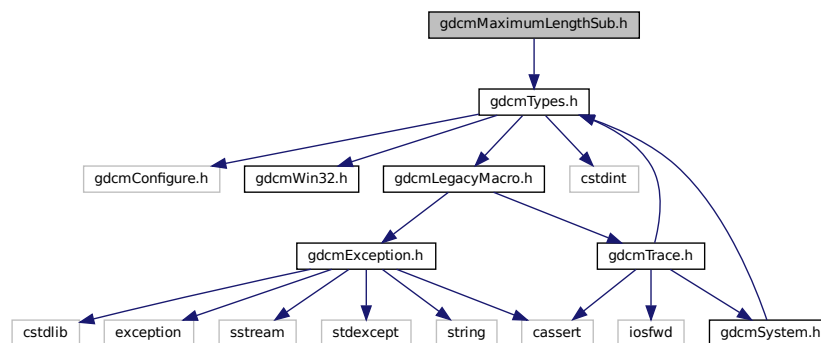 gdcmMaximumLengthSub.h
gdcmTypes.h
gdcmConfigure.h
gdcmWin32.h
gdcmLegacyMacro.h
cstdint
gdcmException.h
gdcmTrace.h
cstdlib
exception
sstream
stdexcept
string
cassert
iosfwd
gdcmSystem.h